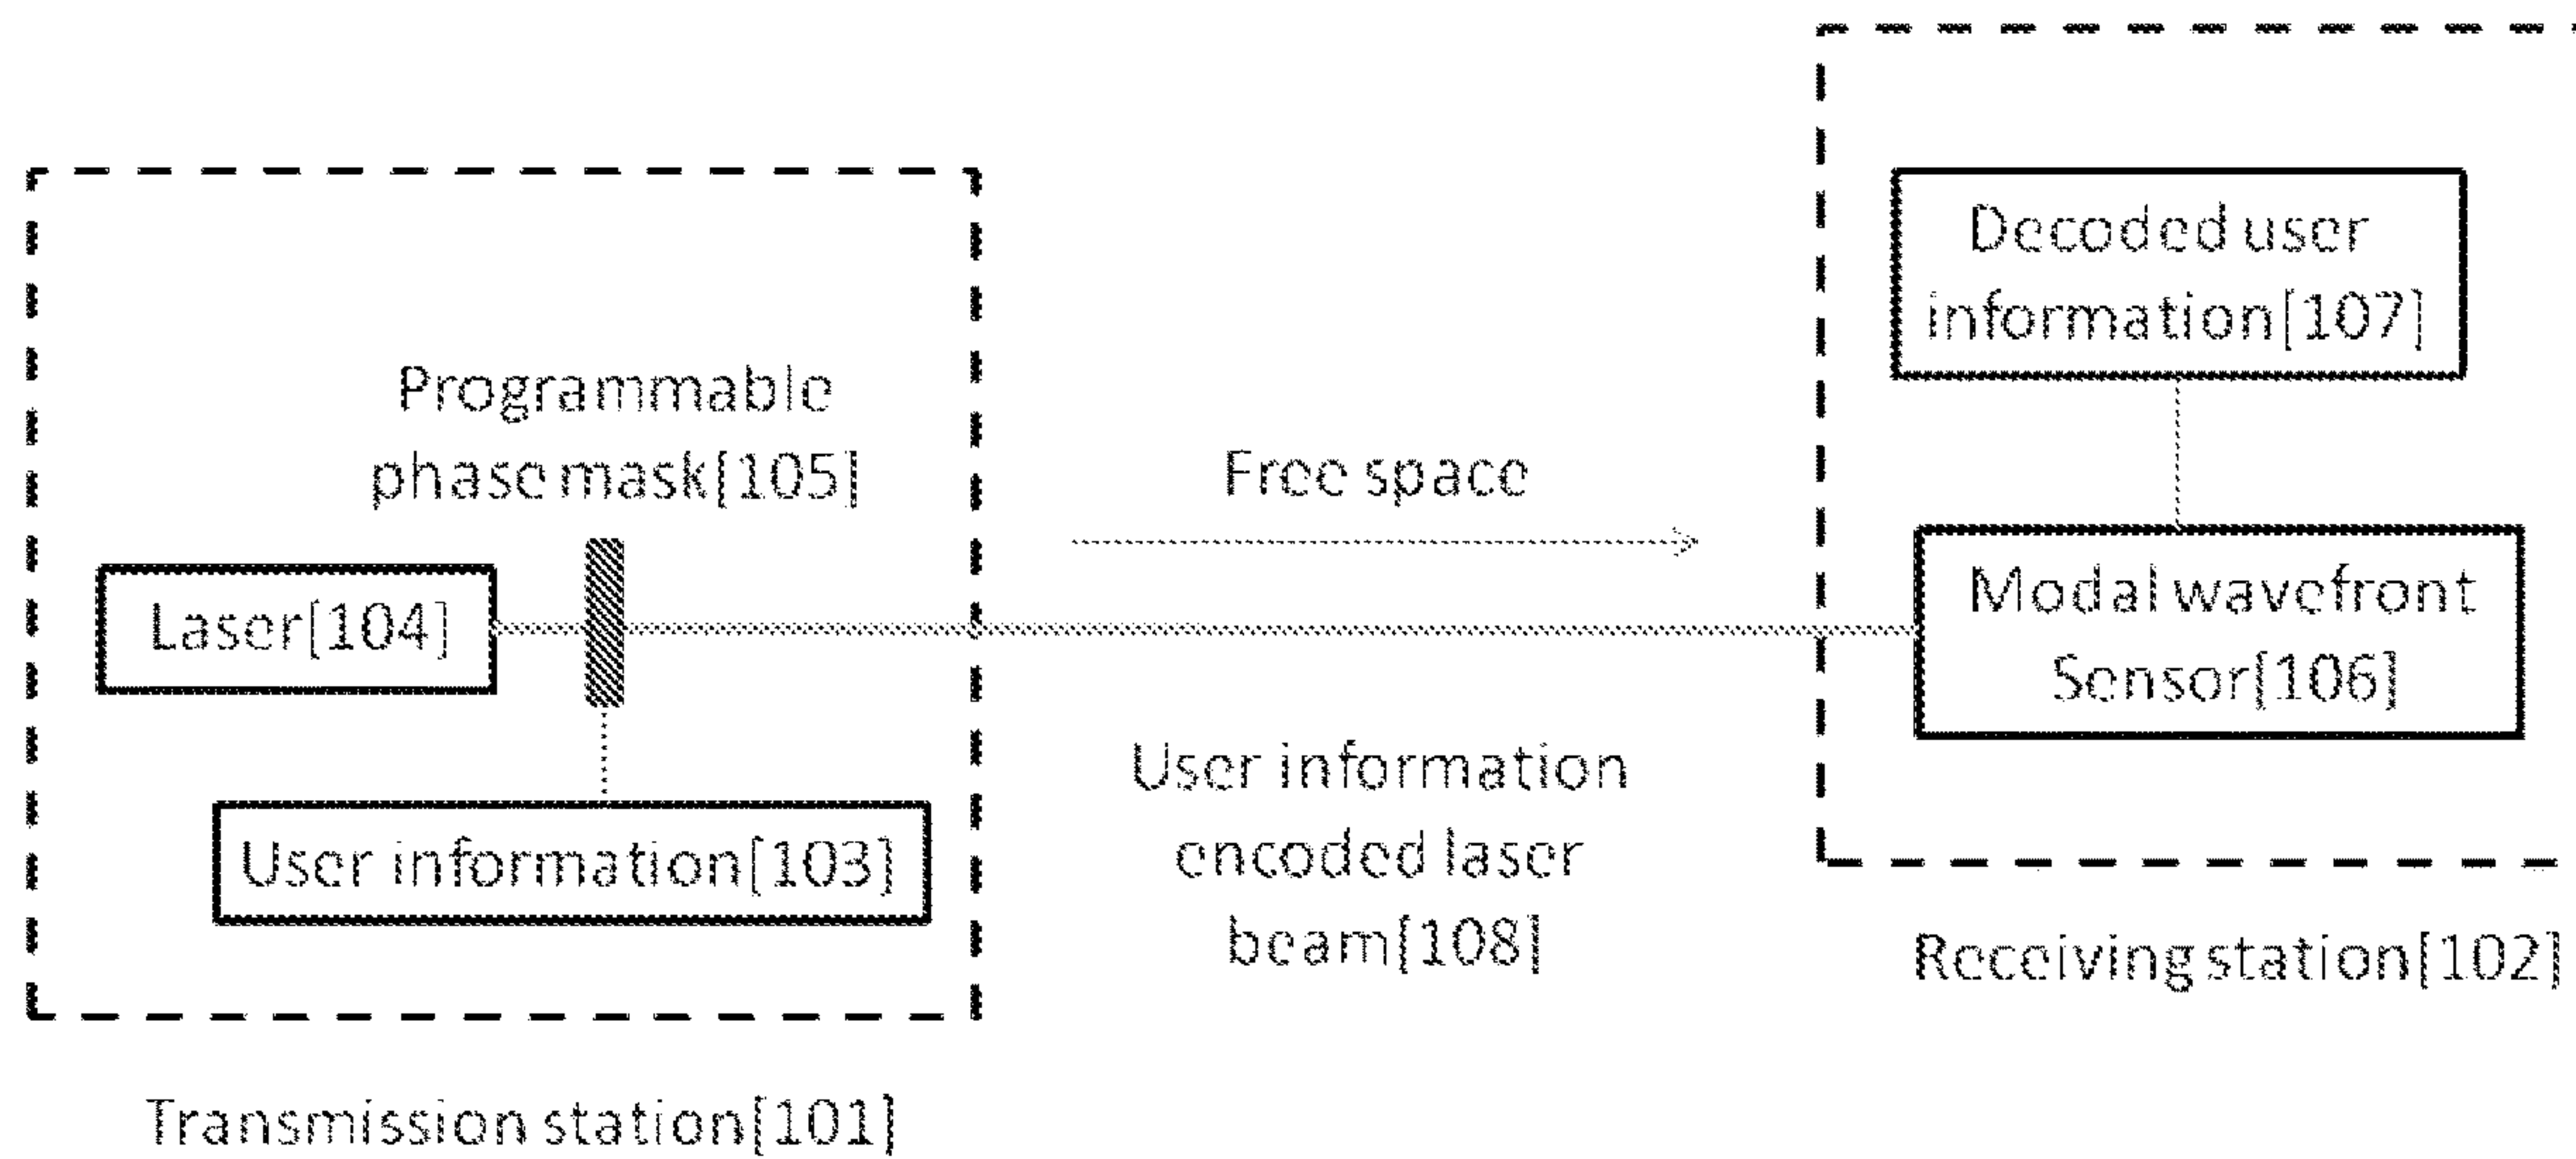 Programmable
phase mask[105]
Laser[104]
User information[103]
Transmission station[101]
Free space
User information
encoded laser
beam[108]
Decoded user
information[107]
Modal wavefront
Sensor[106]
Receiving station[102]